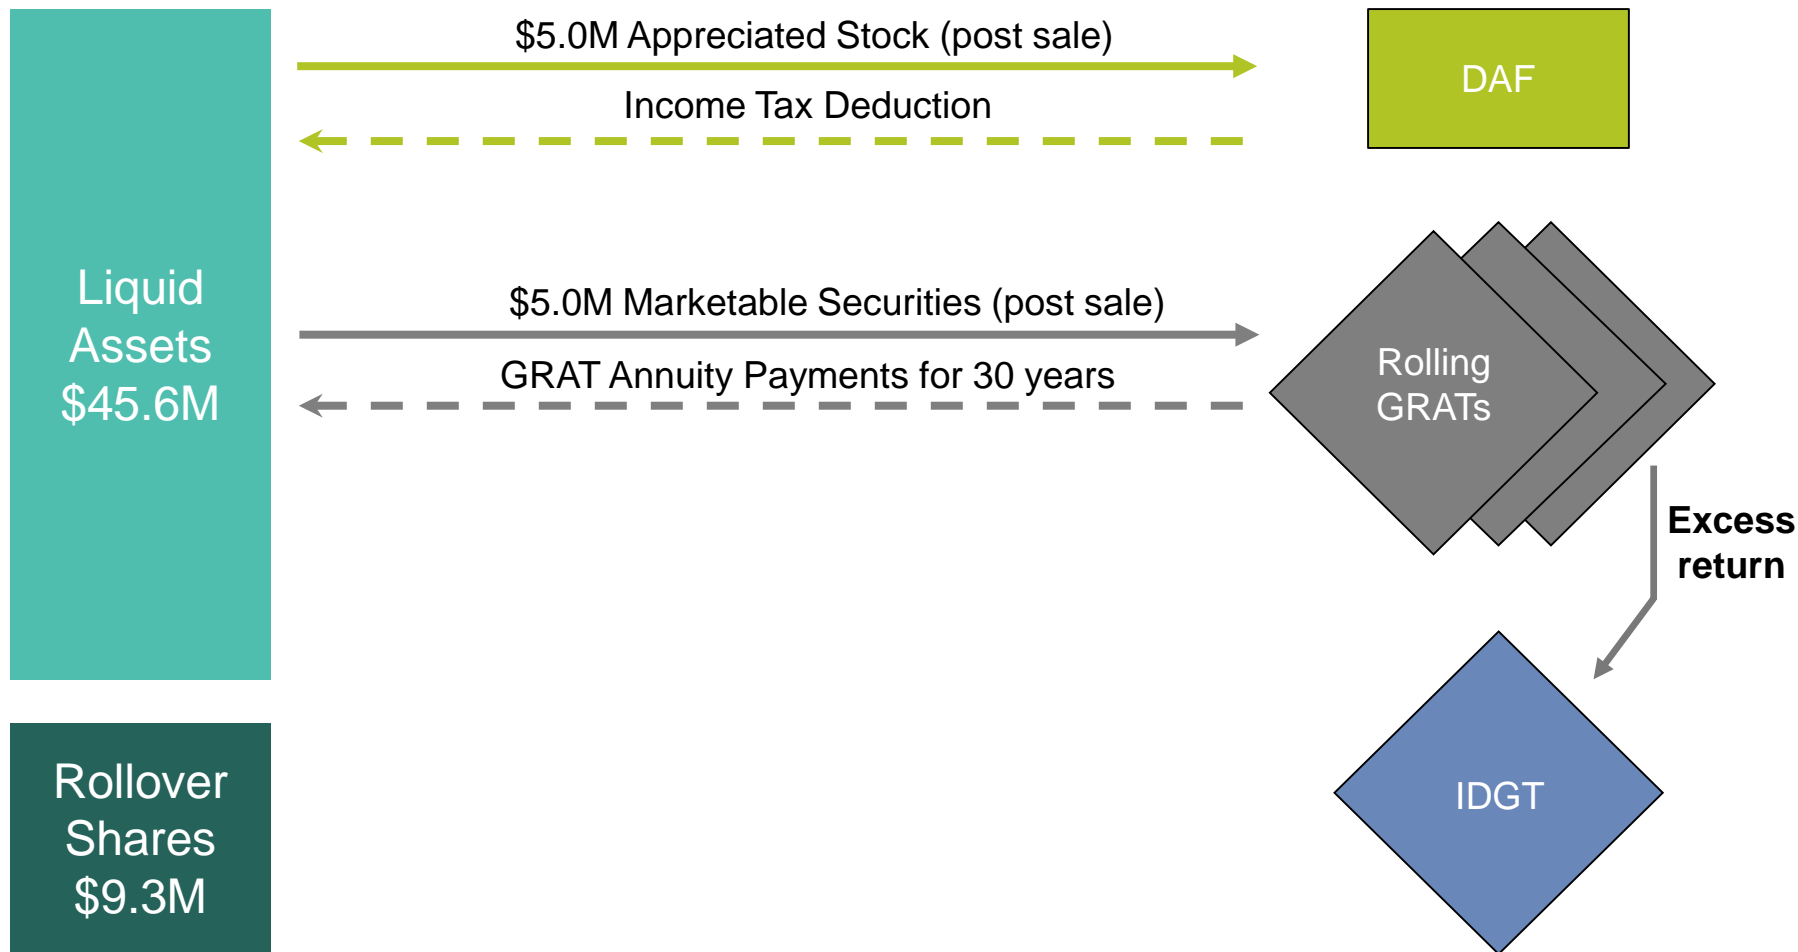 $5.0M Appreciated Stock (post sale)
DAF
Income Tax Deduction
Liquid
Assets
$45.6M
$5.0M Marketable Securities (post sale)
GRAT Annuity Payments for 30 years
Rolling
GRATs
Excess
return
Rollover
Shares
$9.3M
IDGT